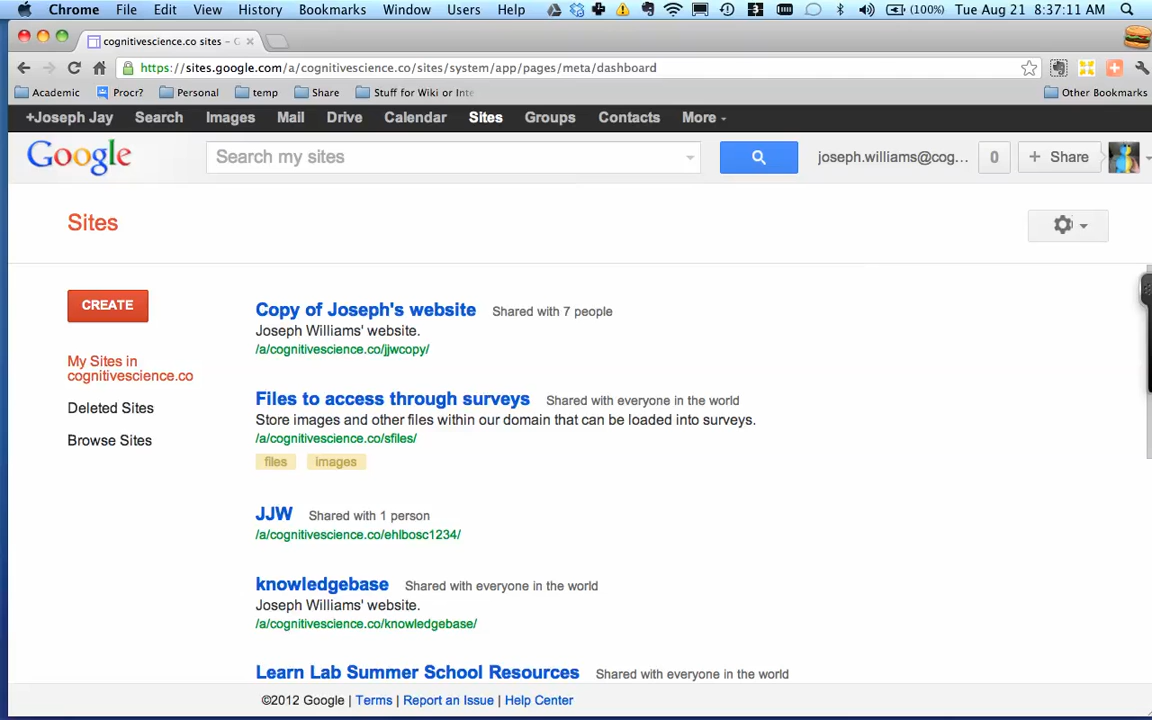 Chrome File Edit View History Bookmarks Window Users Help (100%) Tue Aug 21 8:37:11 AM
cognitivescience.co sites - G
https://sites.google.com/a/cognitivescience.co/sites/system/app/pages/meta/dashboard
Academic Procr? Personal temp Share Stuff for Wiki or Inte Other Bookmarks
+Joseph Jay Search Images Mail Drive Calendar Sites Groups Contacts More
Google Search my sites joseph.williams@cog... 0 + Share
Sites
CREATE
My Sites in
cognitivescience.co
Deleted Sites
Browse Sites
Copy of Joseph's website Shared with 7 people
Joseph Williams' website.
/a/cognitivescience.co/jjwcopy/
Files to access through surveys Shared with everyone in the world
Store images and other files within our domain that can be loaded into surveys.
/a/cognitivescience.co/sfiles/
files images
JJW Shared with 1 person
/a/cognitivescience.co/ehlbosc1234/
knowledgebase Shared with everyone in the world
Joseph Williams' website.
/a/cognitivescience.co/knowledgebase/
Learn Lab Summer School Resources Shared with everyone in the world
©2012 Google | Terms | Report an Issue | Help Center